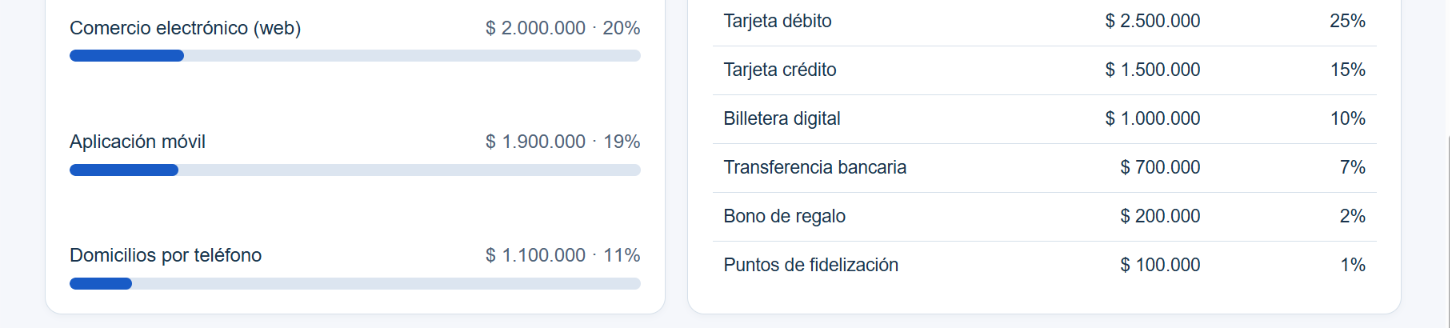 Comercio electrónico (web) $ 2.000.000 · 20%
Aplicación móvil $ 1.900.000 · 19%
Domicilios por teléfono $ 1.100.000 · 11%
Tarjeta débito $ 2.500.000 25%
Tarjeta crédito $ 1.500.000 15%
Billetera digital $ 1.000.000 10%
Transferencia bancaria $ 700.000 7%
Bono de regalo $ 200.000 2%
Puntos de fidelización $ 100.000 1%